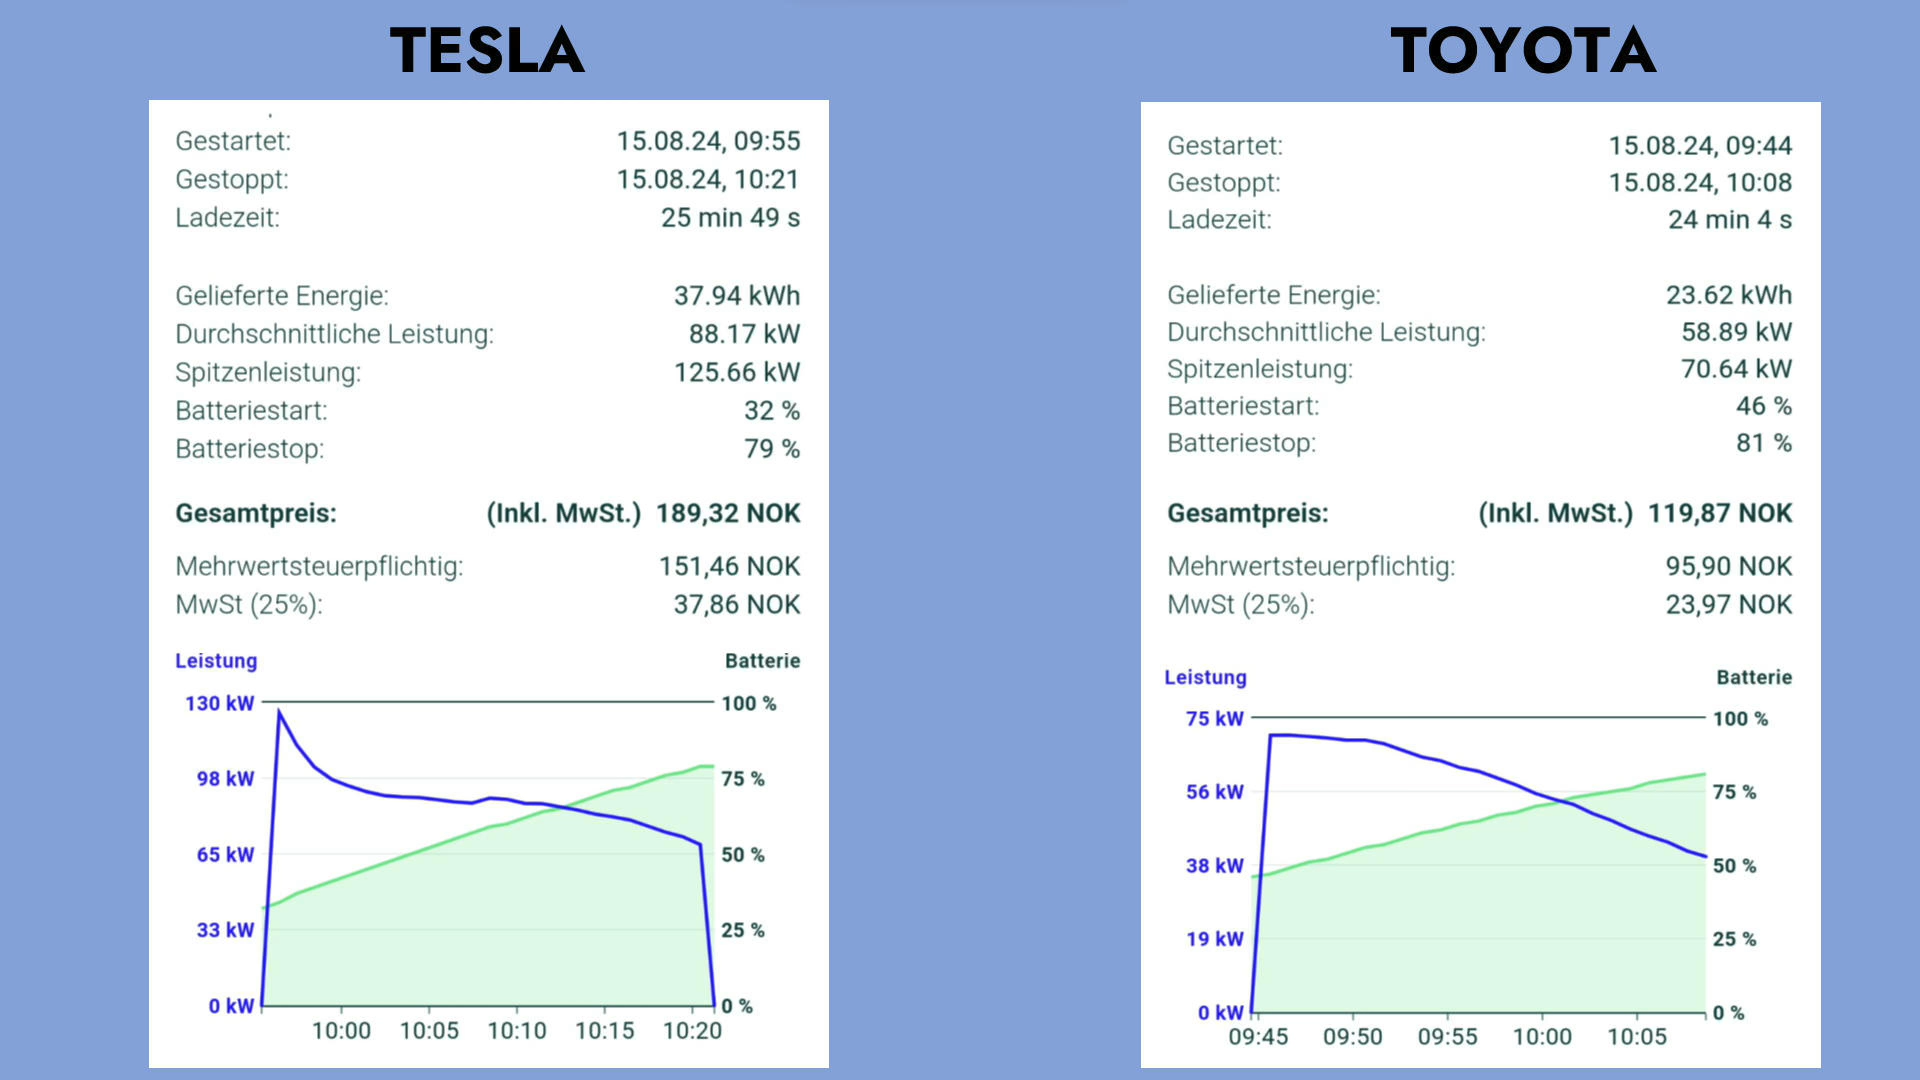 TESLA
Gestartet: 15.08.24, 09:55
Gestoppt: 15.08.24, 10:21
Ladezeit: 25 min 49 s
Gelieferte Energie: 37.94 kWh
Durchschnittliche Leistung: 88.17 kW
Spitzenleistung: 125.66 kW
Batteriestart: 32 %
Batteriestop: 79 %
Gesamtpreis: (Inkl. MwSt.) 189,32 NOK
Mehrwertsteuerpflichtig: 151,46 NOK
MwSt (25%): 37,86 NOK
Leistung Batterie
130 kW 100 %
98 kW 75 %
65 kW 50 %
33 kW 25 %
0 kW 0 %
10:00 10:05 10:10 10:15 10:20
TOYOTA
Gestartet: 15.08.24, 09:44
Gestoppt: 15.08.24, 10:08
Ladezeit: 24 min 4 s
Gelieferte Energie: 23.62 kWh
Durchschnittliche Leistung: 58.89 kW
Spitzenleistung: 70.64 kW
Batteriestart: 46 %
Batteriestop: 81 %
Gesamtpreis: (Inkl. MwSt.) 119,87 NOK
Mehrwertsteuerpflichtig: 95,90 NOK
MwSt (25%): 23,97 NOK
Leistung Batterie
75 kW 100 %
56 kW 75 %
38 kW 50 %
19 kW 25 %
0 kW 0 %
09:45 09:50 09:55 10:00 10:05